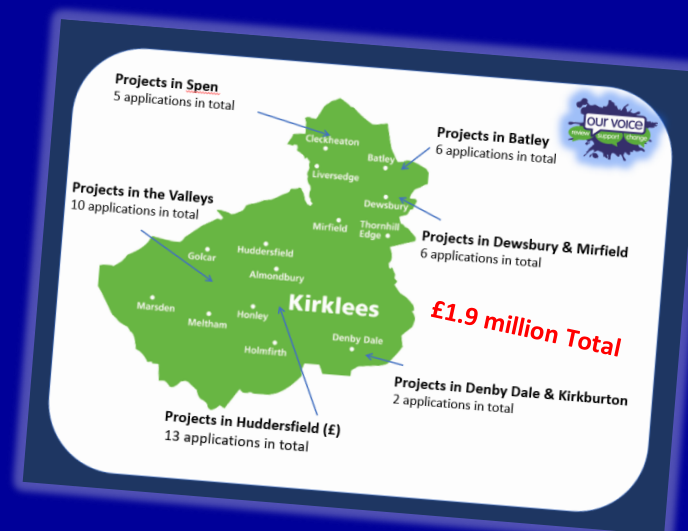 Projects in Spen
5 applications in total
our voice
review support change
Projects in Batley
6 applications in total
Cleckheaton
Batley
Liversedge
Dewsbury
Projects in the Valleys
10 applications in total
Mirfield
Thornhill
Edge
Projects in Dewsbury & Mirfield
6 applications in total
Golcar
Huddersfield
Almondbury
Kirklees
£1.9 million Total
Marsden
Meltham
Honley
Holmfirth
Denby Dale
Projects in Denby Dale & Kirkburton
2 applications in total
Projects in Huddersfield (£)
13 applications in total